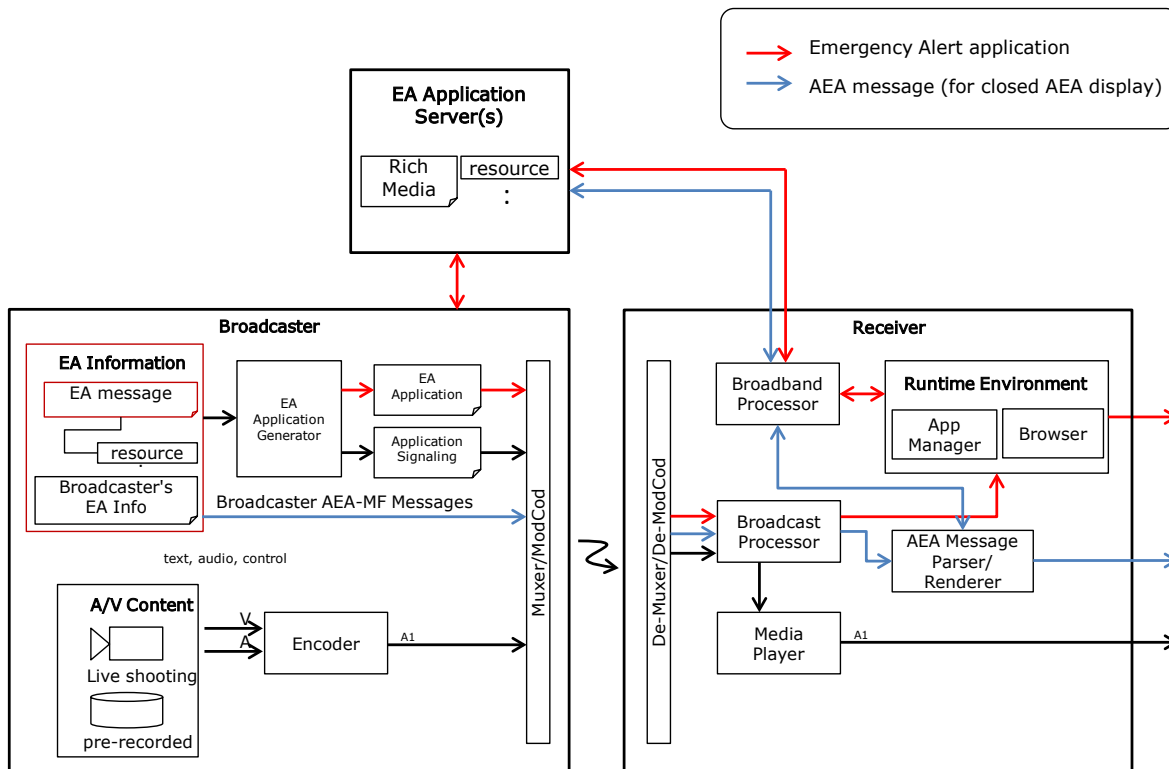 Emergency Alert application
AEA message (for closed AEA display)
EA Application
Server(s)
Rich
Media
resource
:
Broadcaster
EA Information
EA message
resource
:
Broadcaster's
EA Info
EA
Application
Generator
EA
Application
Application
Signaling
Broadcaster AEA-MF Messages
text, audio, control
A/V Content
Live shooting
pre-recorded
V
A
Encoder
A1
Muxer/ModCod
Receiver
De-Muxer/De-ModCod
Broadband
Processor
Runtime Environment
App
Manager
Browser
Broadcast
Processor
AEA Message
Parser/
Renderer
Media
Player
A1